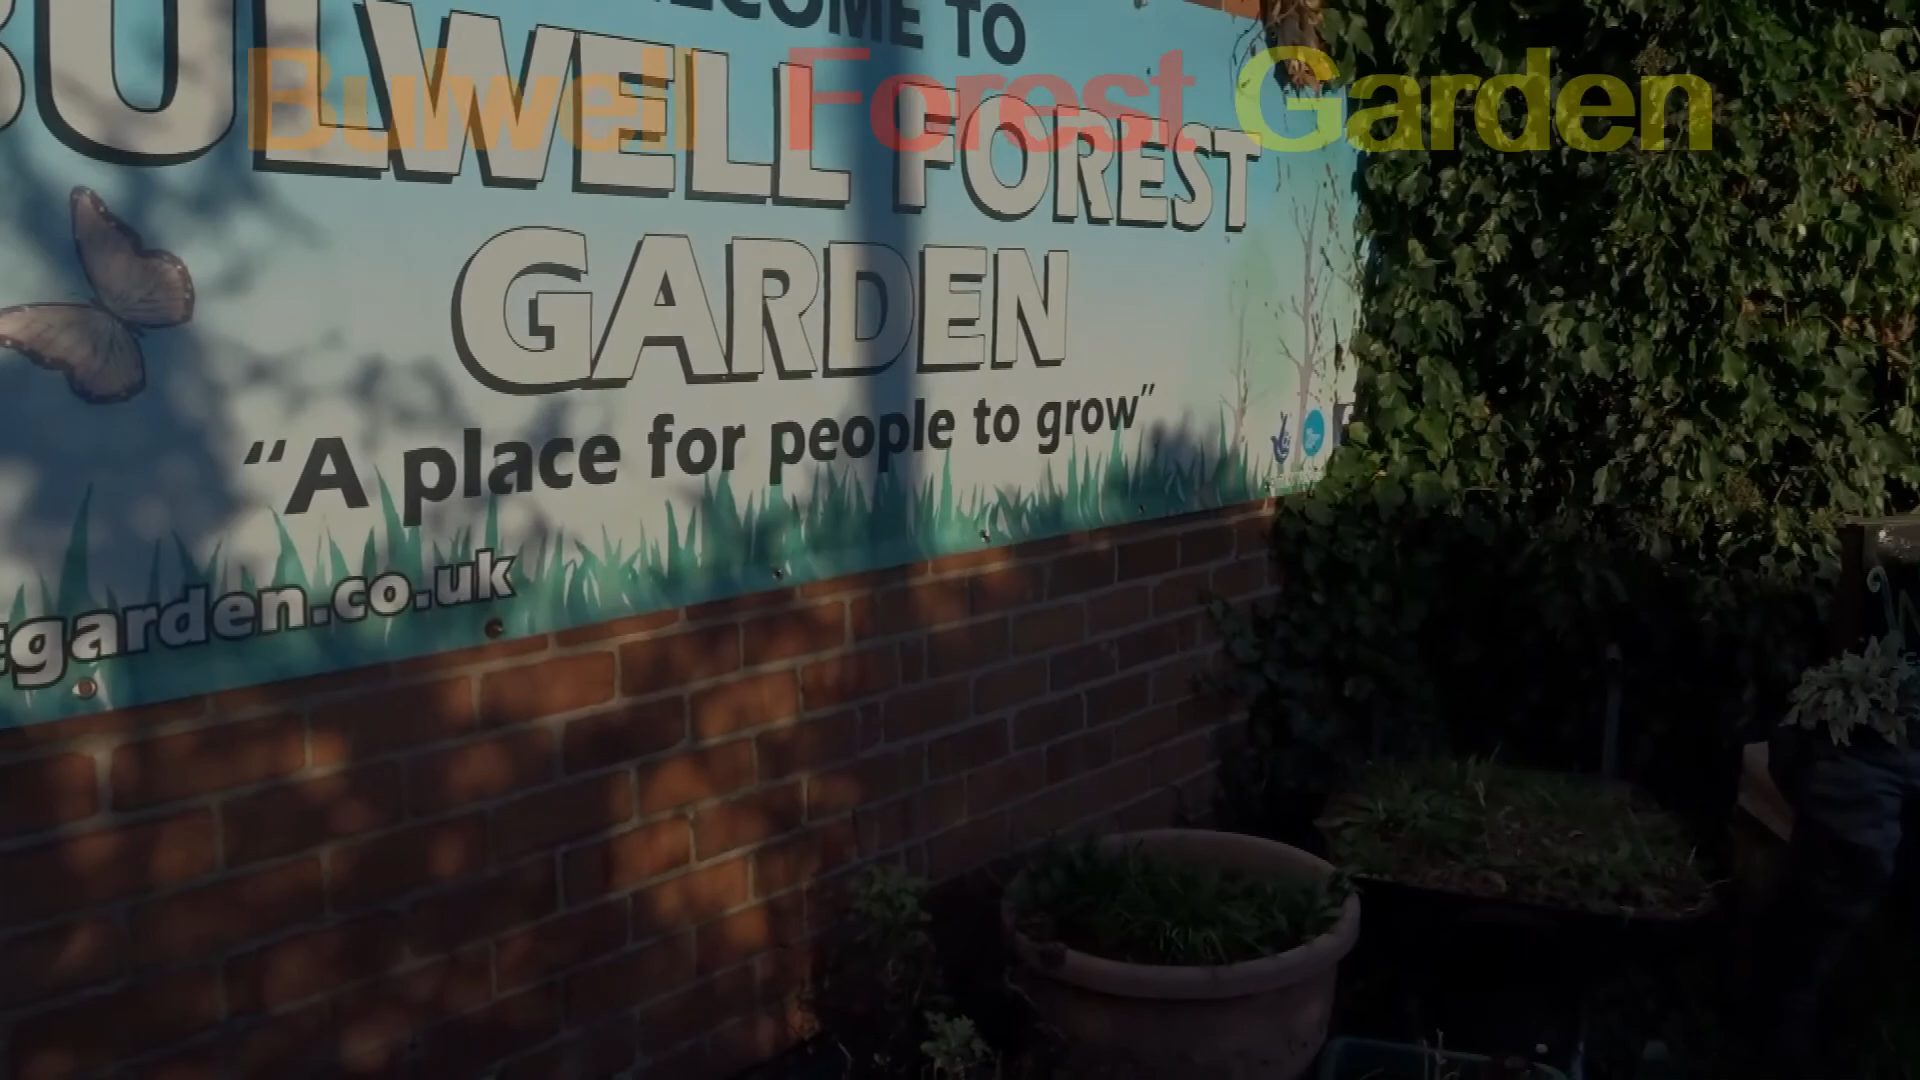 Bulwell Forest Garden
WELCOME TO
BULWELL FOREST
GARDEN
“A place for people to grow”
garden.co.uk